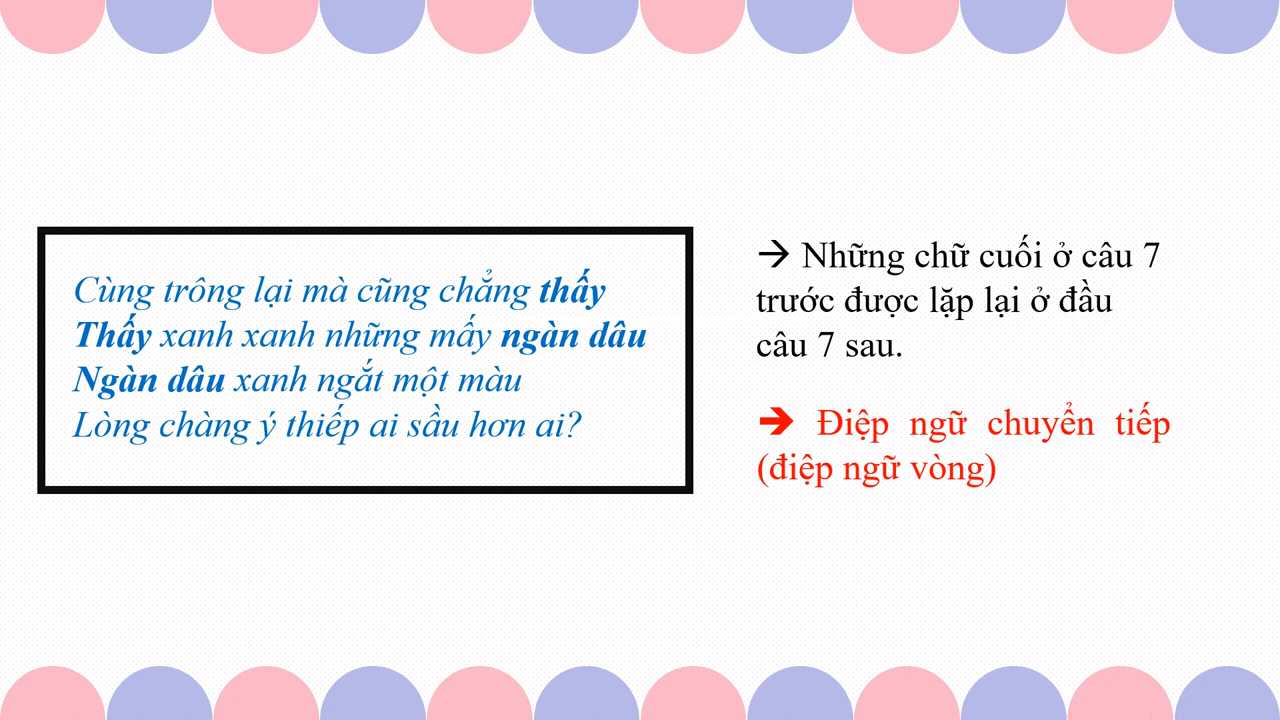 Cùng trông lại mà cũng chẳng thấy
Thấy xanh xanh những mấy ngàn dâu
Ngàn dâu xanh ngắt một màu
Lòng chàng ý thiếp ai sầu hơn ai?
→ Những chữ cuối ở câu 7
trước được lặp lại ở đầu
câu 7 sau.
➔ Điệp ngữ chuyển tiếp
(điệp ngữ vòng)